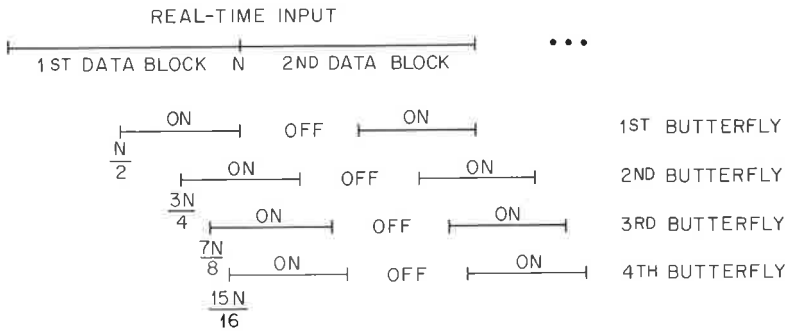 REAL-TIME INPUT
•••
1ST DATA BLOCK N 2ND DATA BLOCK
ON OFF ON 1ST BUTTERFLY
N/2
ON OFF ON 2ND BUTTERFLY
3N/4
ON OFF ON 3RD BUTTERFLY
7N/8
ON OFF ON 4TH BUTTERFLY
15N/16